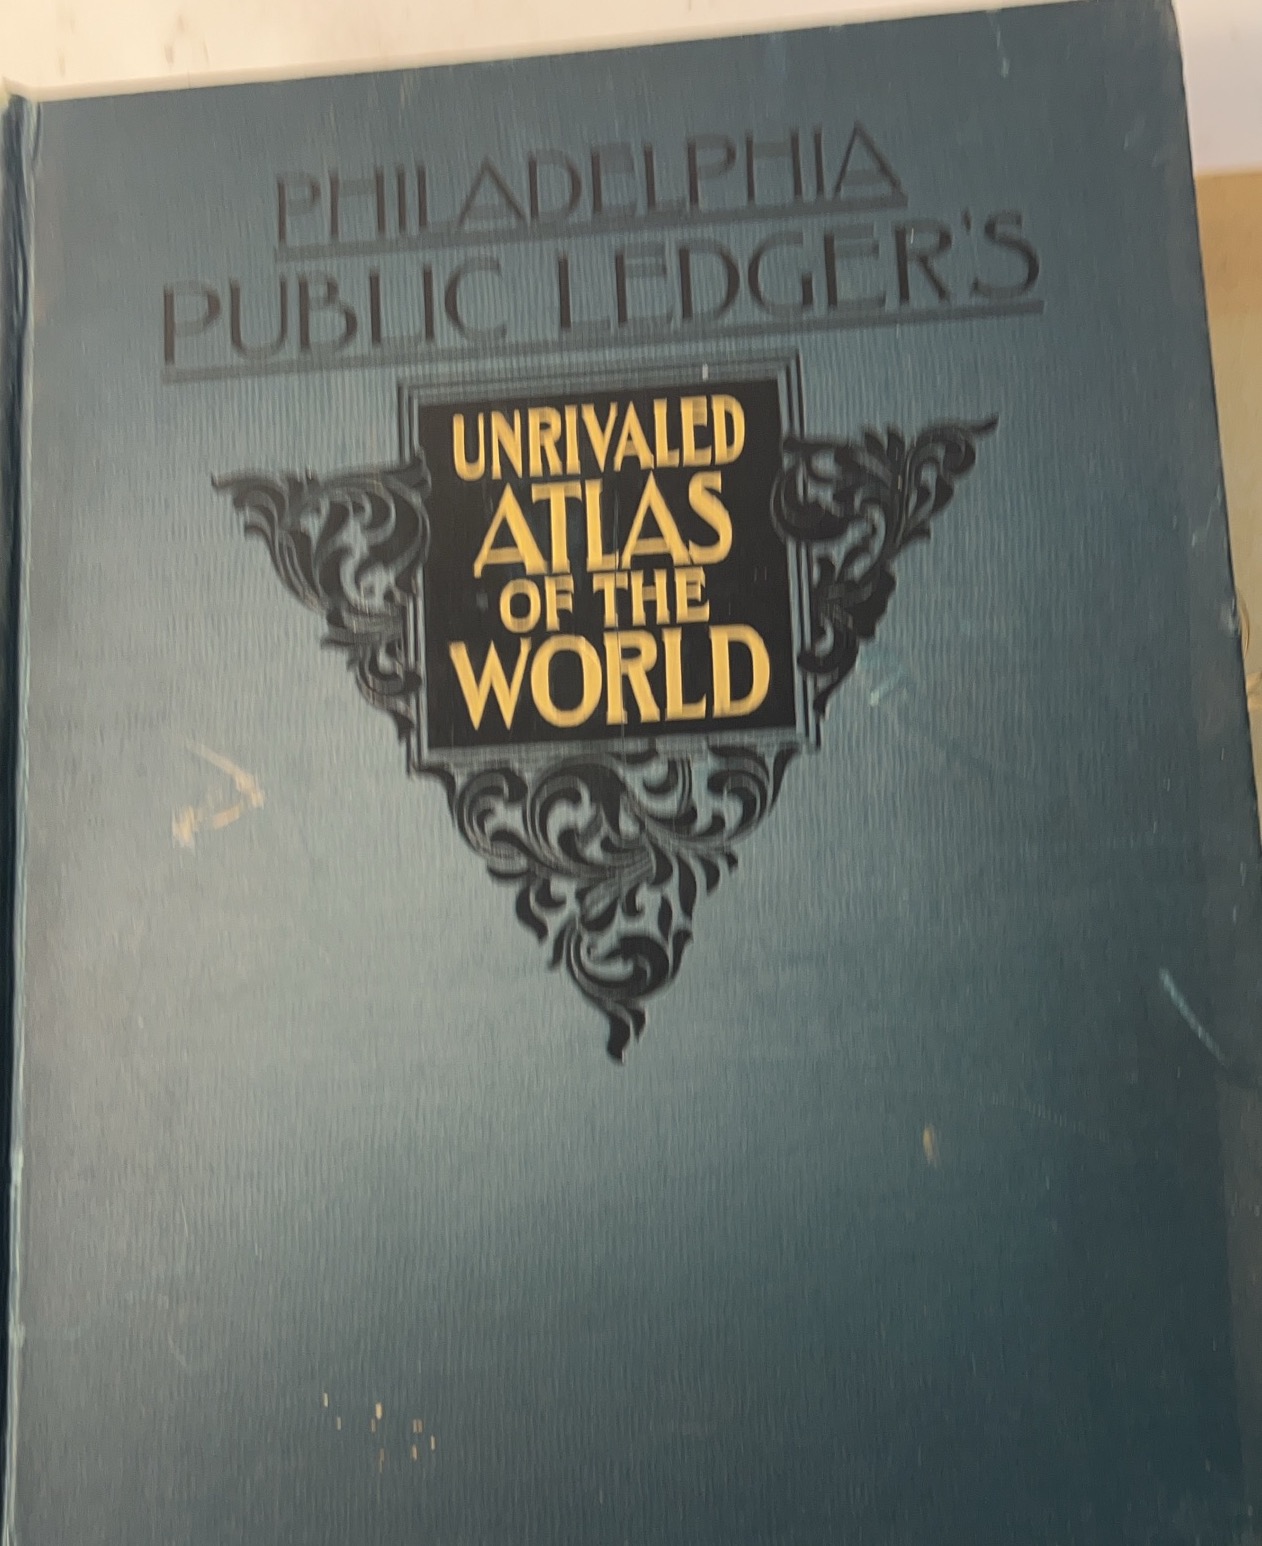 PHILADELPHIA
PUBLIC LEDGER'S
UNRIVALED
ATLAS
OF THE
WORLD